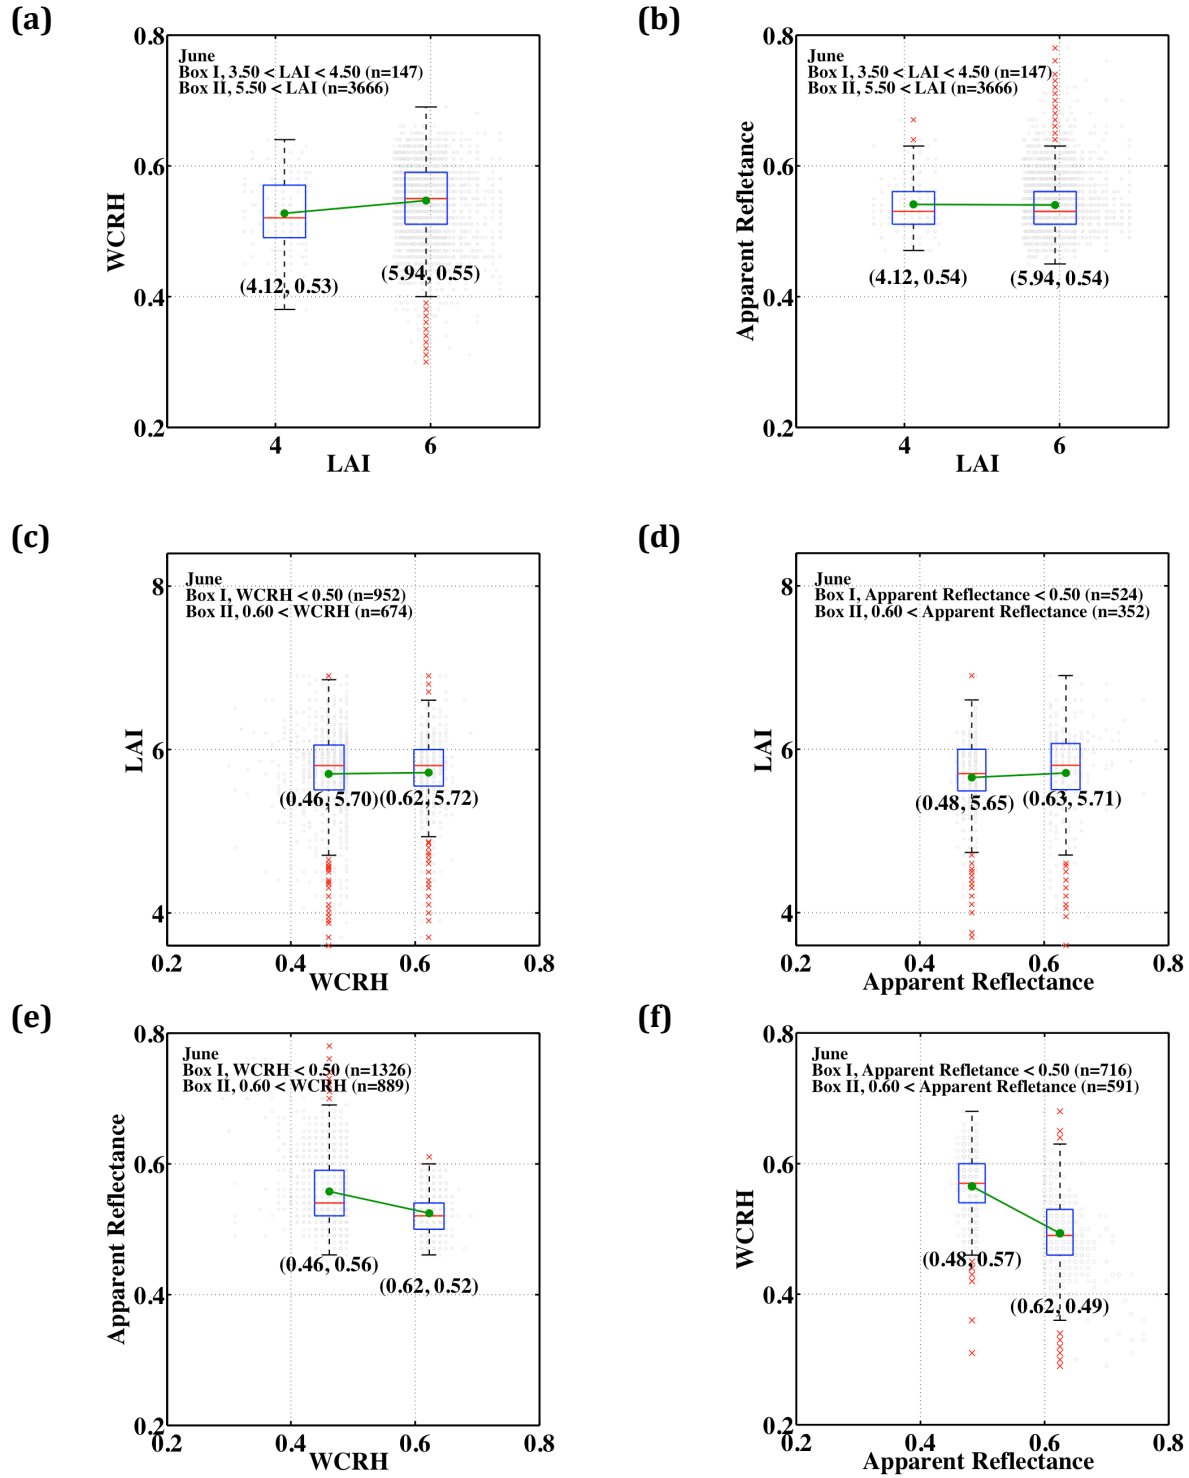 (a)
0.8
June
Box I, 3.50 < LAI < 4.50 (n=147)
Box II, 5.50 < LAI (n=3666)
0.6
WCRH
(4.12, 0.53)
(5.94, 0.55)
0.4
0.2
4
6
LAI
(b)
0.8
June
Box I, 3.50 < LAI < 4.50 (n=147)
Box II, 5.50 < LAI (n=3666)
0.6
Apparent Refletance
(4.12, 0.54)
(5.94, 0.54)
0.4
0.2
4
6
LAI
(c)
8
June
Box I, WCRH < 0.50 (n=952)
Box II, 0.60 < WCRH (n=674)
LAI
6
(0.46, 5.70)
(0.62, 5.72)
4
0.2
0.4
0.6
0.8
WCRH
(d)
8
June
Box I, Apparent Reflectance < 0.50 (n=524)
Box II, 0.60 < Apparent Reflectance (n=352)
LAI
6
(0.48, 5.65)
(0.63, 5.71)
4
0.2
0.4
0.6
0.8
Apparent Reflectance
(e)
0.8
June
Box I, WCRH < 0.50 (n=1326)
Box II, 0.60 < WCRH (n=889)
0.6
Apparent Reflectance
(0.46, 0.56)
(0.62, 0.52)
0.4
0.2
0.2
0.4
0.6
0.8
WCRH
(f)
0.8
June
Box I, Apparent Refletance < 0.50 (n=716)
Box II, 0.60 < Apparent Refletance (n=591)
0.6
WCRH
(0.48, 0.57)
(0.62, 0.49)
0.4
0.2
0.2
0.4
0.6
0.8
Apparent Reflectance